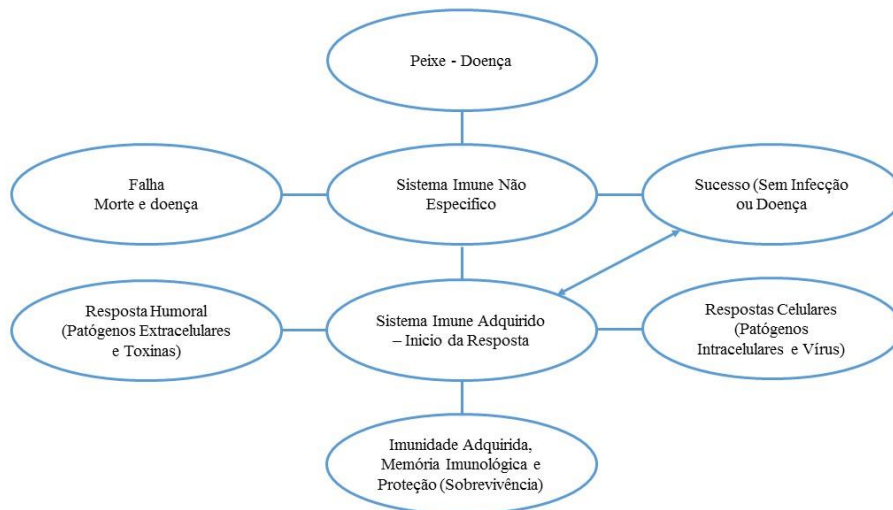 Peixe - Doença
Falha
Morte e doença
Sistema Imune Não
Especifico
Sucesso (Sem Infecção
ou Doença
Resposta Humoral
(Patógenos Extracelulares
e Toxinas)
Sistema Imune Adquirido
– Inicio da Resposta
Respostas Celulares
(Patógenos
Intracelulares e Vírus)
Imunidade Adquirida,
Memória Imunológica e
Proteção (Sobrevivência)